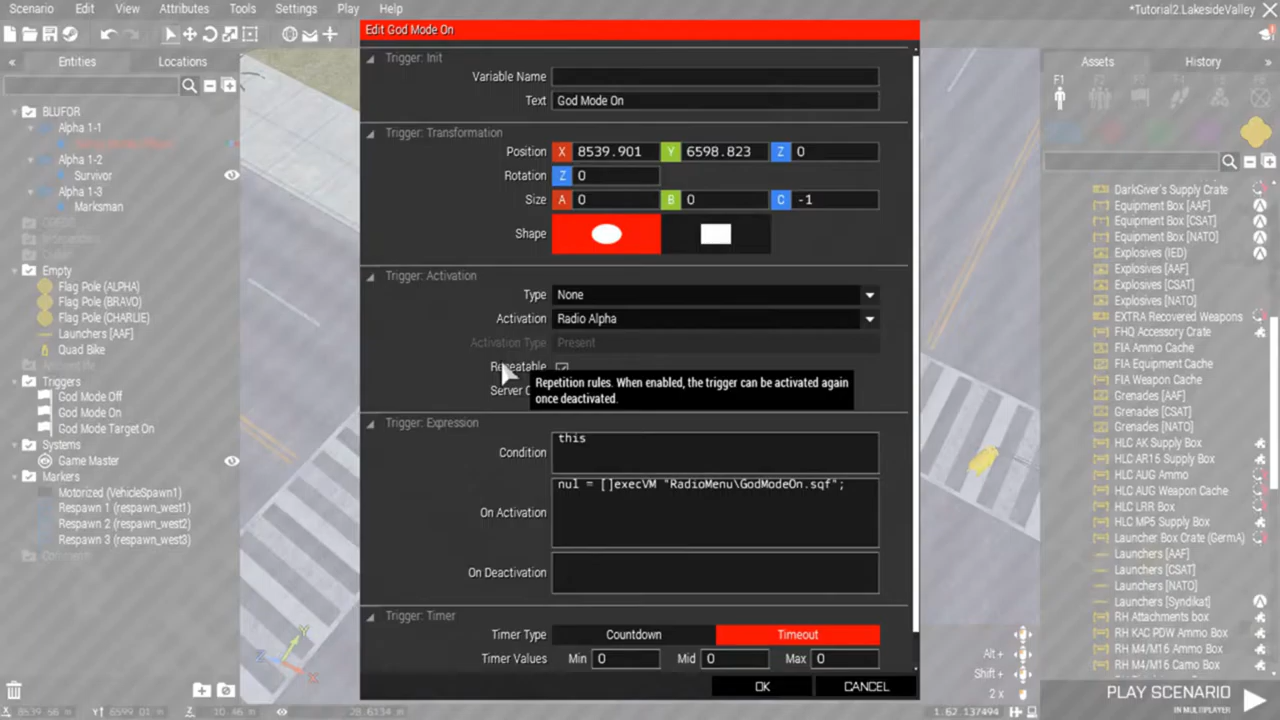 Scenario Edit View Attributes Tools Settings Play Help
*Tutorial2.LakesideValley
Entities Locations
BLUFOR
Alpha 1-1
Alpha 1-2
Survivor
Alpha 1-3
Marksman
Empty
Flag Pole (ALPHA)
Flag Pole (BRAVO)
Flag Pole (CHARLIE)
Launchers [AAF]
Quad Bike
Triggers
God Mode Off
God Mode On
God Mode Target On
Systems
Game Master
Markers
Motorized (VehicleSpawn1)
Respawn 1 (respawn_west1)
Respawn 2 (respawn_west2)
Respawn 3 (respawn_west3)
Edit God Mode On
Trigger: Init
Variable Name
Text God Mode On
Trigger: Transformation
Position X 8539.901 Y 6598.823 Z 0
Rotation Z 0
Size A 0 B 0 C -1
Shape
Trigger: Activation
Type None
Activation Radio Alpha
Activation Type Present
Repeatable
Server
Repetition rules. When enabled, the trigger can be activated again
once deactivated.
Trigger: Expression
Condition this
On Activation nul = []execVM "RadioMenu\GodModeOn.sqf";
On Deactivation
Trigger: Timer
Timer Type Countdown Timeout
Timer Values Min 0 Mid 0 Max 0
OK CANCEL
Assets History
F1
DarkGiver's Supply Crate
Equipment Box [AAF]
Equipment Box [CSAT]
Equipment Box [NATO]
Explosives (IED)
Explosives [AAF]
Explosives [CSAT]
Explosives [NATO]
EXTRA Recovered Weapons
FHQ Accessory Crate
FIA Ammo Cache
FIA Equipment Cache
FIA Weapon Cache
Grenades [AAF]
Grenades [CSAT]
Grenades [NATO]
HLC AK Supply Box
HLC AR15 Supply Box
HLC AUG Ammo
HLC AUG Weapon Cache
HLC LRR Box
HLC MP5 Supply Box
Launcher Box Crate (GermA)
Launchers [AAF]
Launchers [CSAT]
Launchers [NATO]
Launchers [Syndikat]
RH Attachments box
RH KAC PDW Ammo Box
RH M4/M16 Ammo Box
RH M4/M16 Camo Box
Alt +
Shift +
2 x
PLAY SCENARIO
IN MULTIPLAYER
1.62.137494